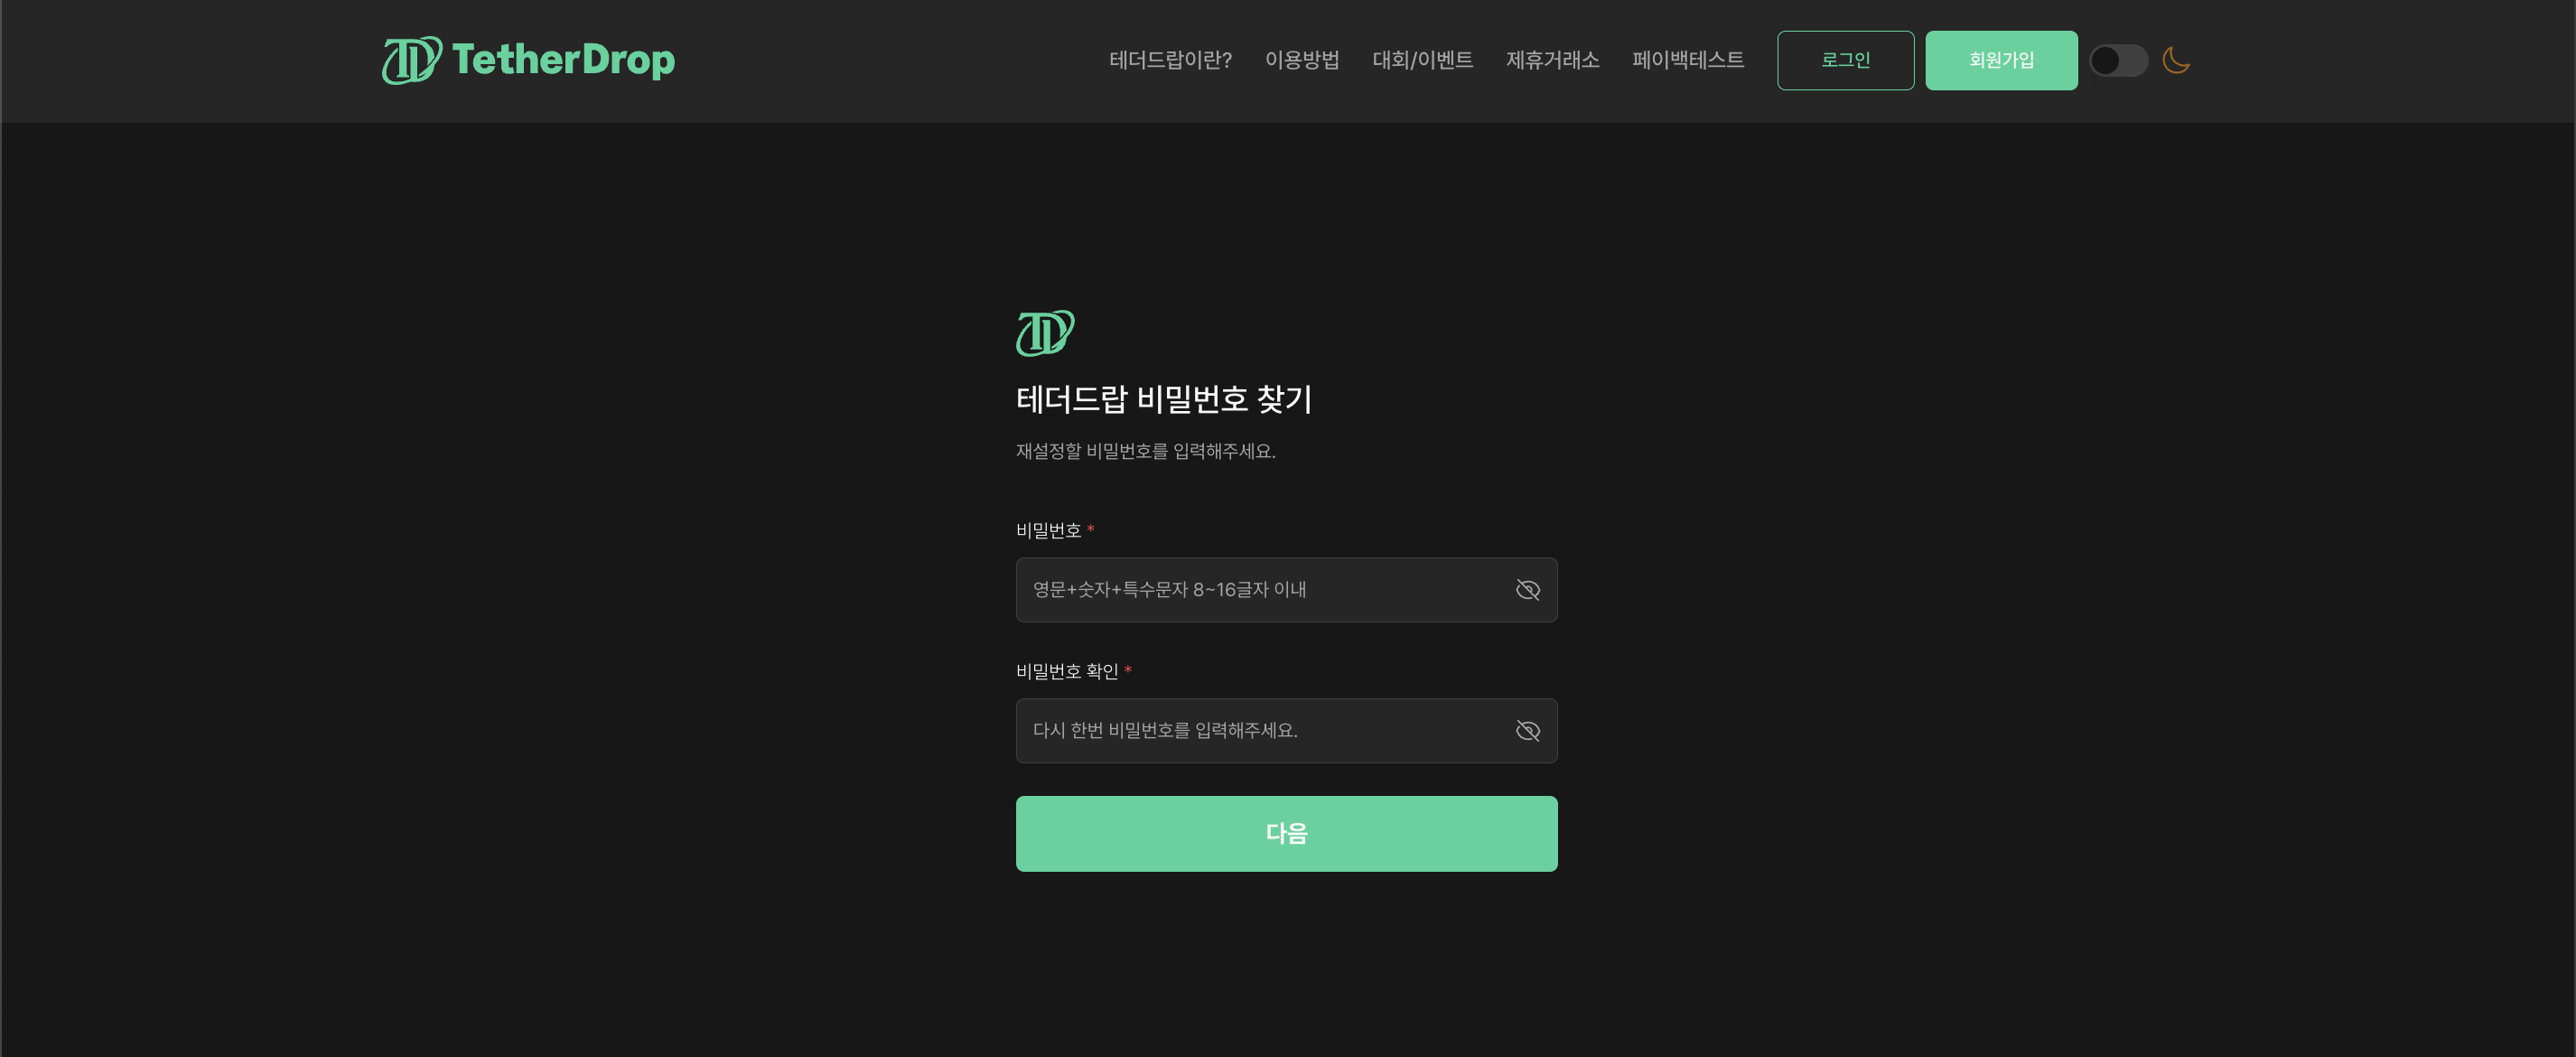 TetherDrop
테더드랍이란? 이용방법 대회/이벤트 제휴거래소 페이백테스트 로그인 회원가입
테더드랍 비밀번호 찾기
재설정할 비밀번호를 입력해주세요.
비밀번호 *
영문+숫자+특수문자 8~16글자 이내
비밀번호 확인 *
다시 한번 비밀번호를 입력해주세요.
다음